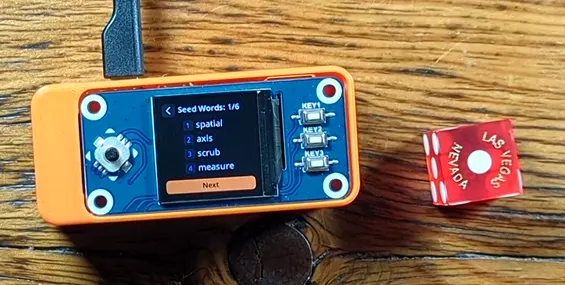 Seed Words: 1/6
1 spatial
2 axis
3 scrub
4 measure
Next
KEY1
KEY2
KEY3
LAS VEGAS
NEVADA